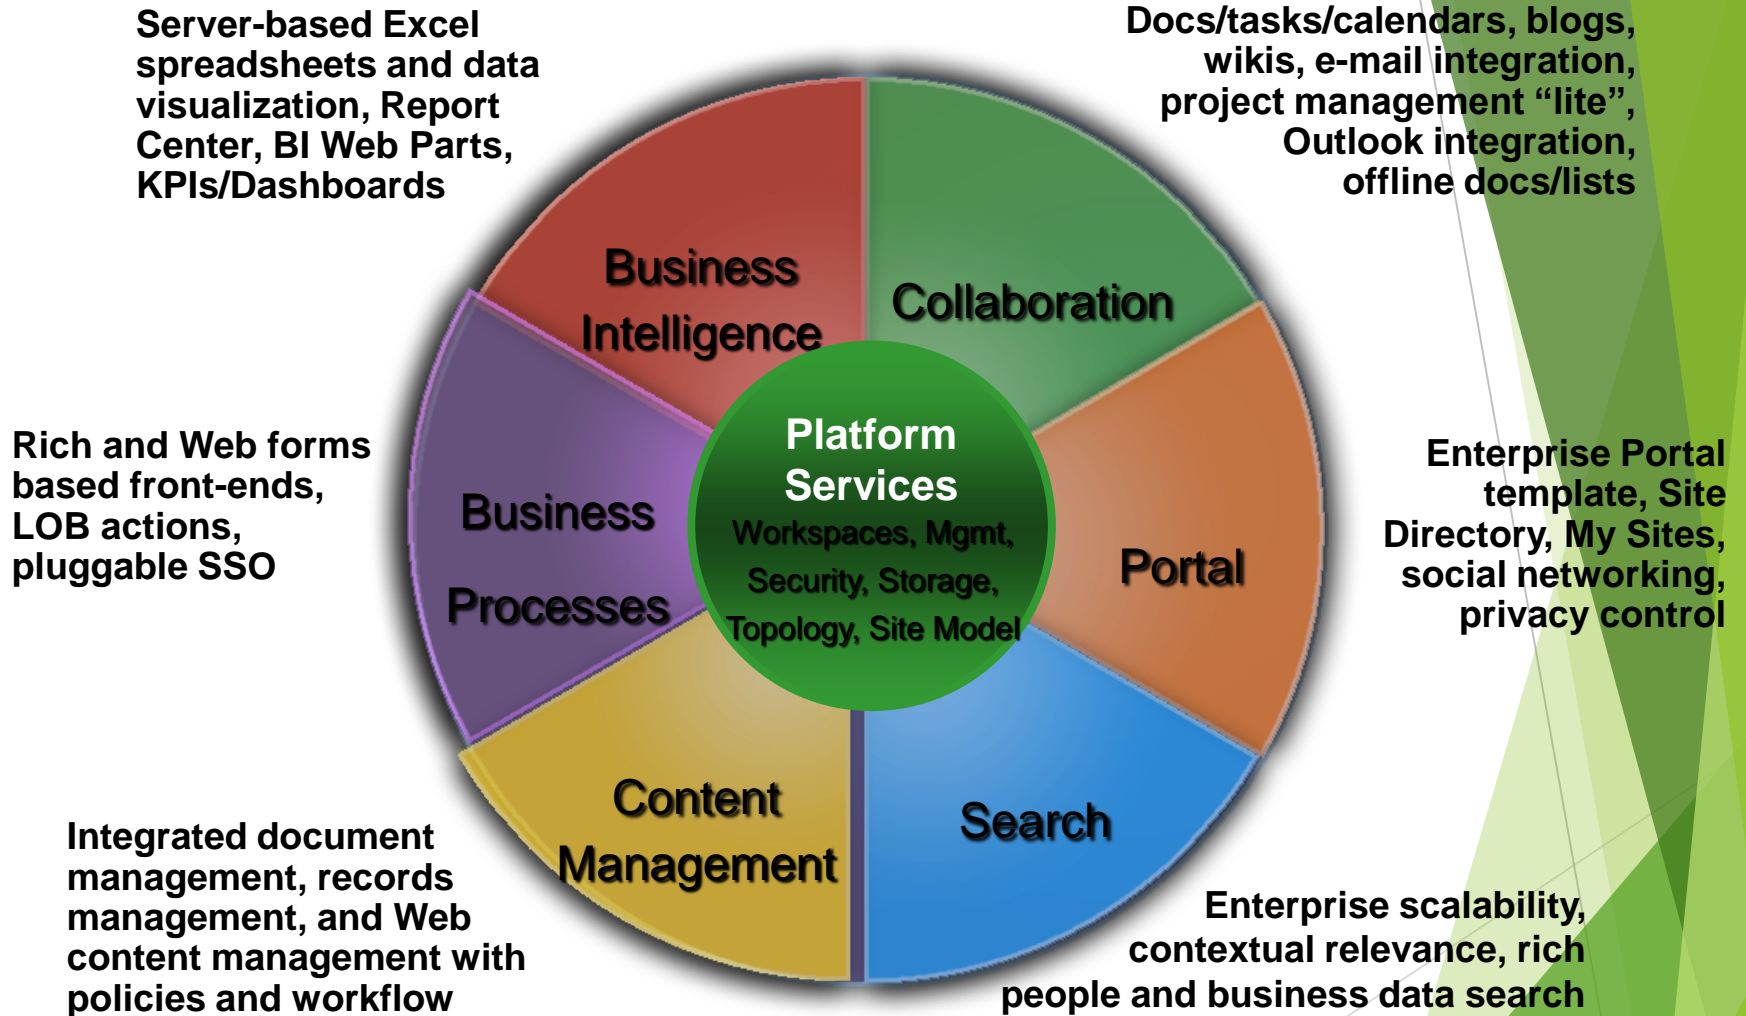 Server-based Excel
spreadsheets and data
visualization, Report
Center, BI Web Parts,
KPIs/Dashboards
Docs/tasks/calendars, blogs,
wikis, e-mail integration,
project management “lite”,
Outlook integration,
offline docs/lists
Business
Intelligence
Collaboration
Rich and Web forms
based front-ends,
LOB actions,
pluggable SSO
Business
Processes
Platform
Services
Workspaces, Mgmt,
Security, Storage,
Topology, Site Model
Portal
Enterprise Portal
template, Site
Directory, My Sites,
social networking,
privacy control
Content
Management
Search
Integrated document
management, records
management, and Web
content management with
policies and workflow
Enterprise scalability,
contextual relevance, rich
people and business data search